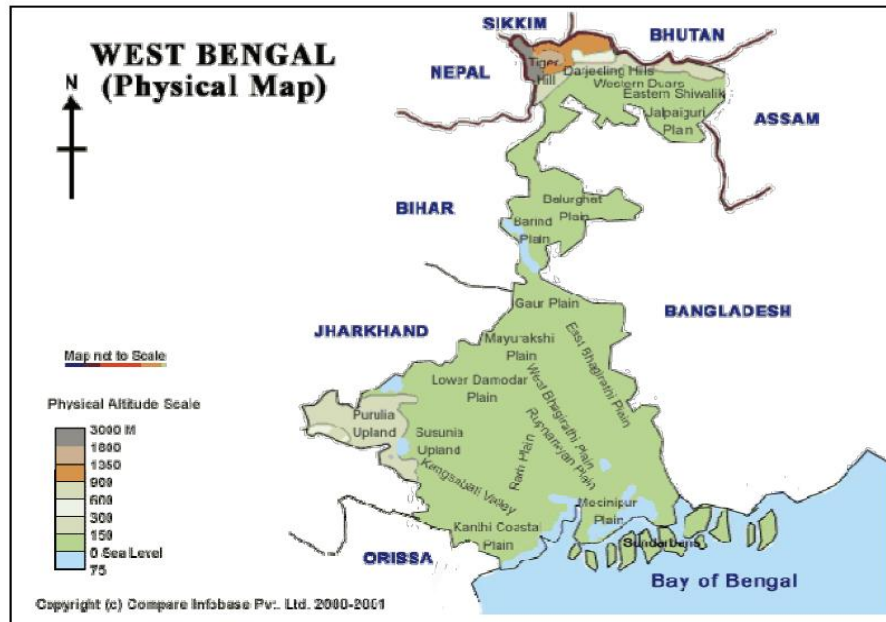 WEST BENGAL
(Physical Map)
N
SIKKIM
NEPAL
BHUTAN
Tiger
Hill
Darjeeling Hills
Western Duars
Eastern Shiwalik
Jalpaiguri
Plan
ASSAM
BIHAR
Balurghat
Plain
Barind
Plain
Gaur Plain
BANGLADESH
JHARKHAND
Mayurakshi
Plain
East Bhagirathi Plain
Lower Damodar
Plain
West Bhagirathi Plain
Rupnarayan Plain
Rarh Plain
Map not to Scale
Physical Altitude Scale
3000 M
1800
1350
900
600
300
150
0 Sea Level
75
Purulia
Upland
Susunia
Upland
Kangsabati Valley
Medinipur
Plain
Kanthi Coastal
Plain
Sundarbans
ORISSA
Bay of Bengal
Copyright (c) Compare Infobase Pvt. Ltd. 2000-2001